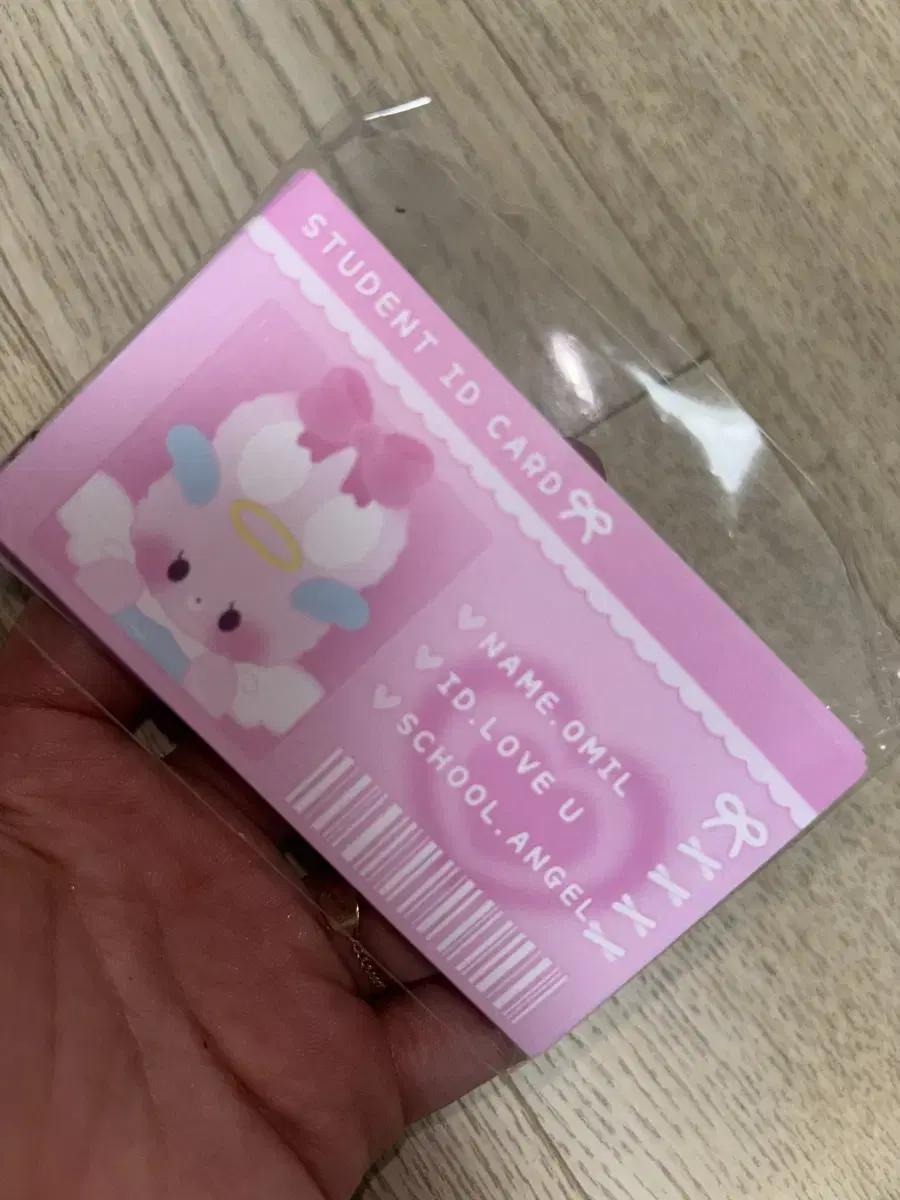 STUDENT ID CARD
NAME.OMIL
ID.LOVE U
SCHOOL.ANGEL